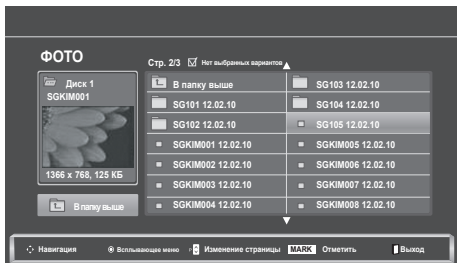 ФОТО
Стр. 2/3 Нет выбранных вариантов
Диск 1
SGKIM001
1366 x 768, 125 КБ
В папку выше
В папку выше
SG101 12.02.10
SG102 12.02.10
SGKIM001 12.02.10
SGKIM002 12.02.10
SGKIM003 12.02.10
SGKIM004 12.02.10
SG103 12.02.10
SG104 12.02.10
SG105 12.02.10
SGKIM005 12.02.10
SGKIM006 12.02.10
SGKIM007 12.02.10
SGKIM008 12.02.10
Навигация Всплывающее меню P Изменение страницы MARK Отметить Выход